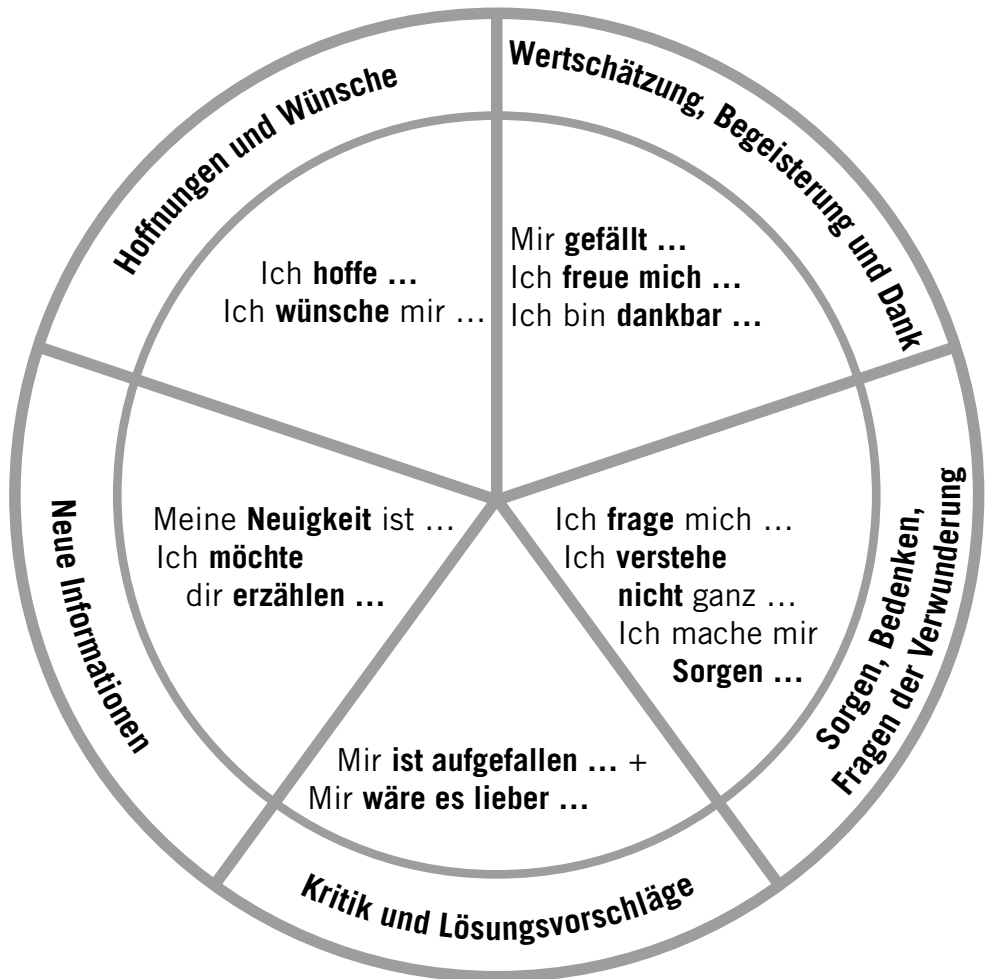 Wertschätzung, Begeisterung und Dank
Mir gefällt …
Ich freue mich …
Ich bin dankbar …
Sorgen, Bedenken,
Fragen der Verwunderung
Ich frage mich …
Ich verstehe
nicht ganz …
Ich mache mir
Sorgen …
Kritik und Lösungsvorschläge
Mir ist aufgefallen … +
Mir wäre es lieber …
Neue Informationen
Meine Neuigkeit ist …
Ich möchte
dir erzählen …
Hoffnungen und Wünsche
Ich hoffe …
Ich wünsche mir …